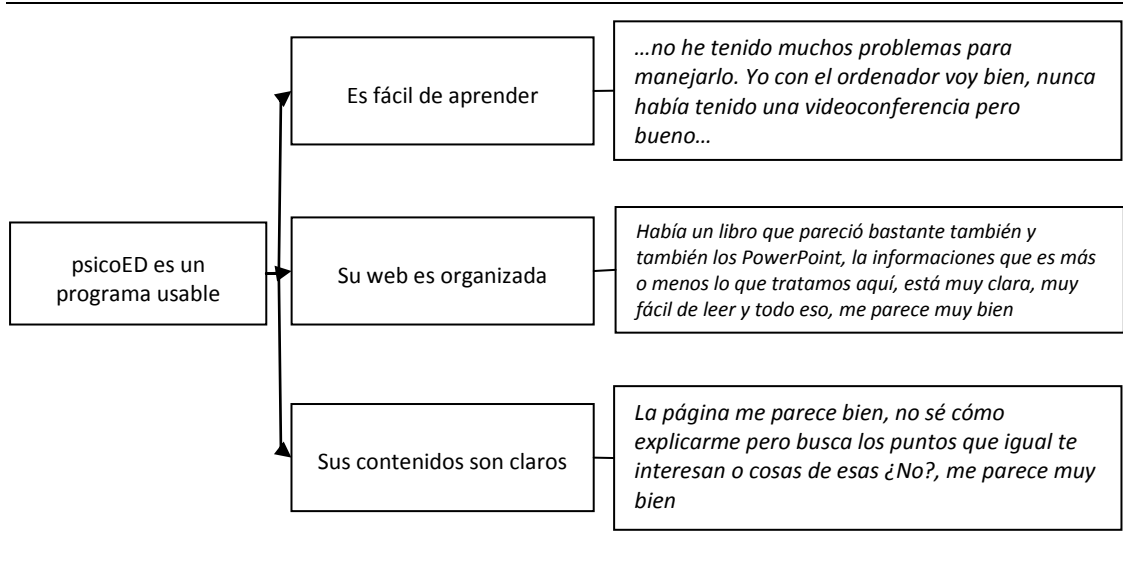 Es fácil de aprender
…no he tenido muchos problemas para
manejarlo. Yo con el ordenador voy bien, nunca
había tenido una videoconferencia pero
bueno…
psicoED es un
programa usable
Su web es organizada
Había un libro que pareció bastante también y
también los PowerPoint, la informaciones que es más
o menos lo que tratamos aquí, está muy clara, muy
fácil de leer y todo eso, me parece muy bien
Sus contenidos son claros
La página me parece bien, no sé cómo
explicarme pero busca los puntos que igual te
interesan o cosas de esas ¿No?, me parece muy
bien